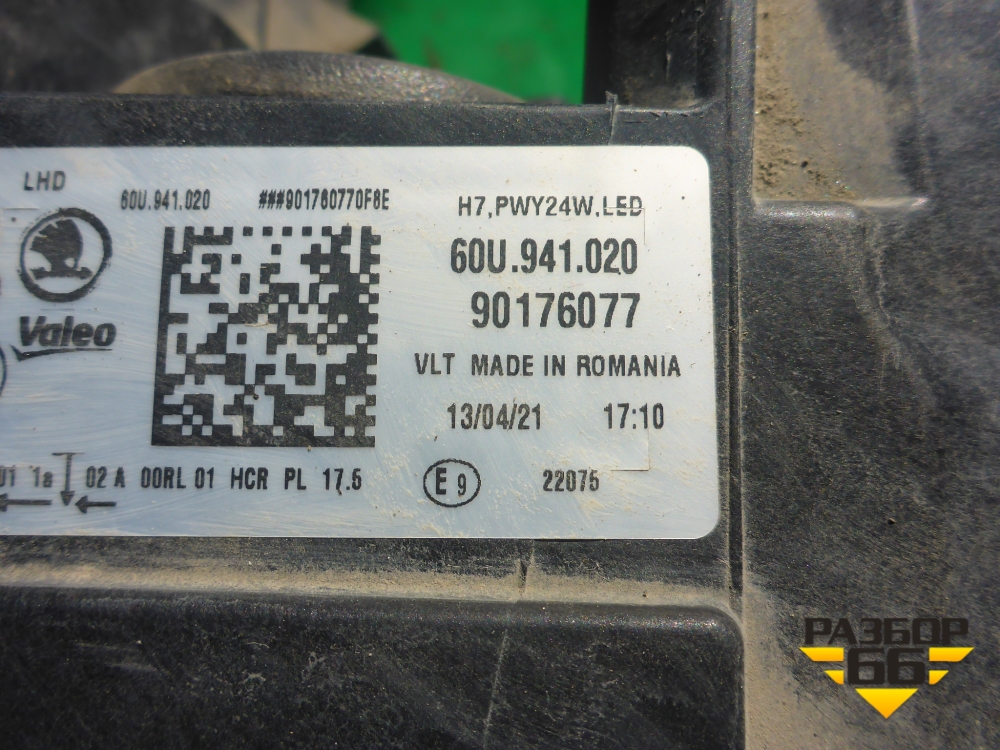 LHD
60U.941.020 ###901760770F8E
H7,PWY24W,LED
60U.941.020
90176077
Valeo
VLT MADE IN ROMANIA
13/04/21 17:10
01 1a 02 A 00RL 01 HCR PL 17.5
E9 22075
РАЗБОР
66